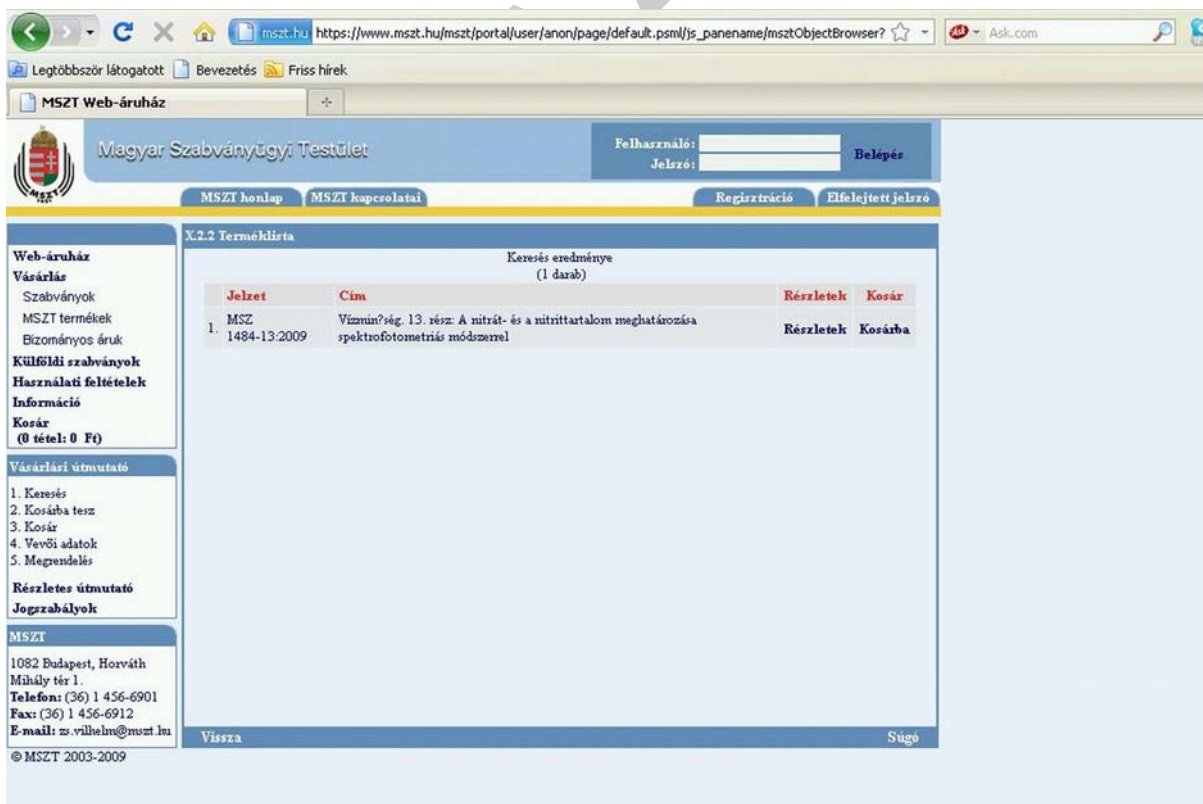 mszt.hu https://www.mszt.hu/mszt/portal/user/anon/page/default.psml/js_panename/msztObjectBrowser?
Ask.com
Legtöbbször látogatott Bevezetés Friss hírek
MSZT Web-áruház
Magyar Szabványügyi Testület
Felhasználó:
Jelszó:
Belépés
MSZT
MSZT honlap MSZT kapcsolatai Regisztráció Elfelejtett jelszó
X.2.2 Terméklista
Web-áruház
Vásárlás
Szabványok
MSZT termékek
Bizományos áruk
Külföldi szabványok
Használati feltételek
Információ
Kosár
(0 tétel: 0 Ft)
Keresés eredménye
(1 darab)
Jelzet Cím Részletek Kosár
1. MSZ 1484-13:2009 Vízmin?ség. 13. rész: A nitrát- és a nitrittartalom meghatározása
spektrofotometriás módszerrel Részletek Kosárba
Vásárlási útmutató
1. Keresés
2. Kosárba tesz
3. Kosár
4. Vevői adatok
5. Megrendelés
Részletes útmutató
Jogszabályok
MSZT
1082 Budapest, Horváth
Mihály tér 1.
Telefon: (36) 1 456-6901
Fax: (36) 1 456-6912
E-mail: zs.vilhelm@mszt.hu
Vissza Súgó
© MSZT 2003-2009